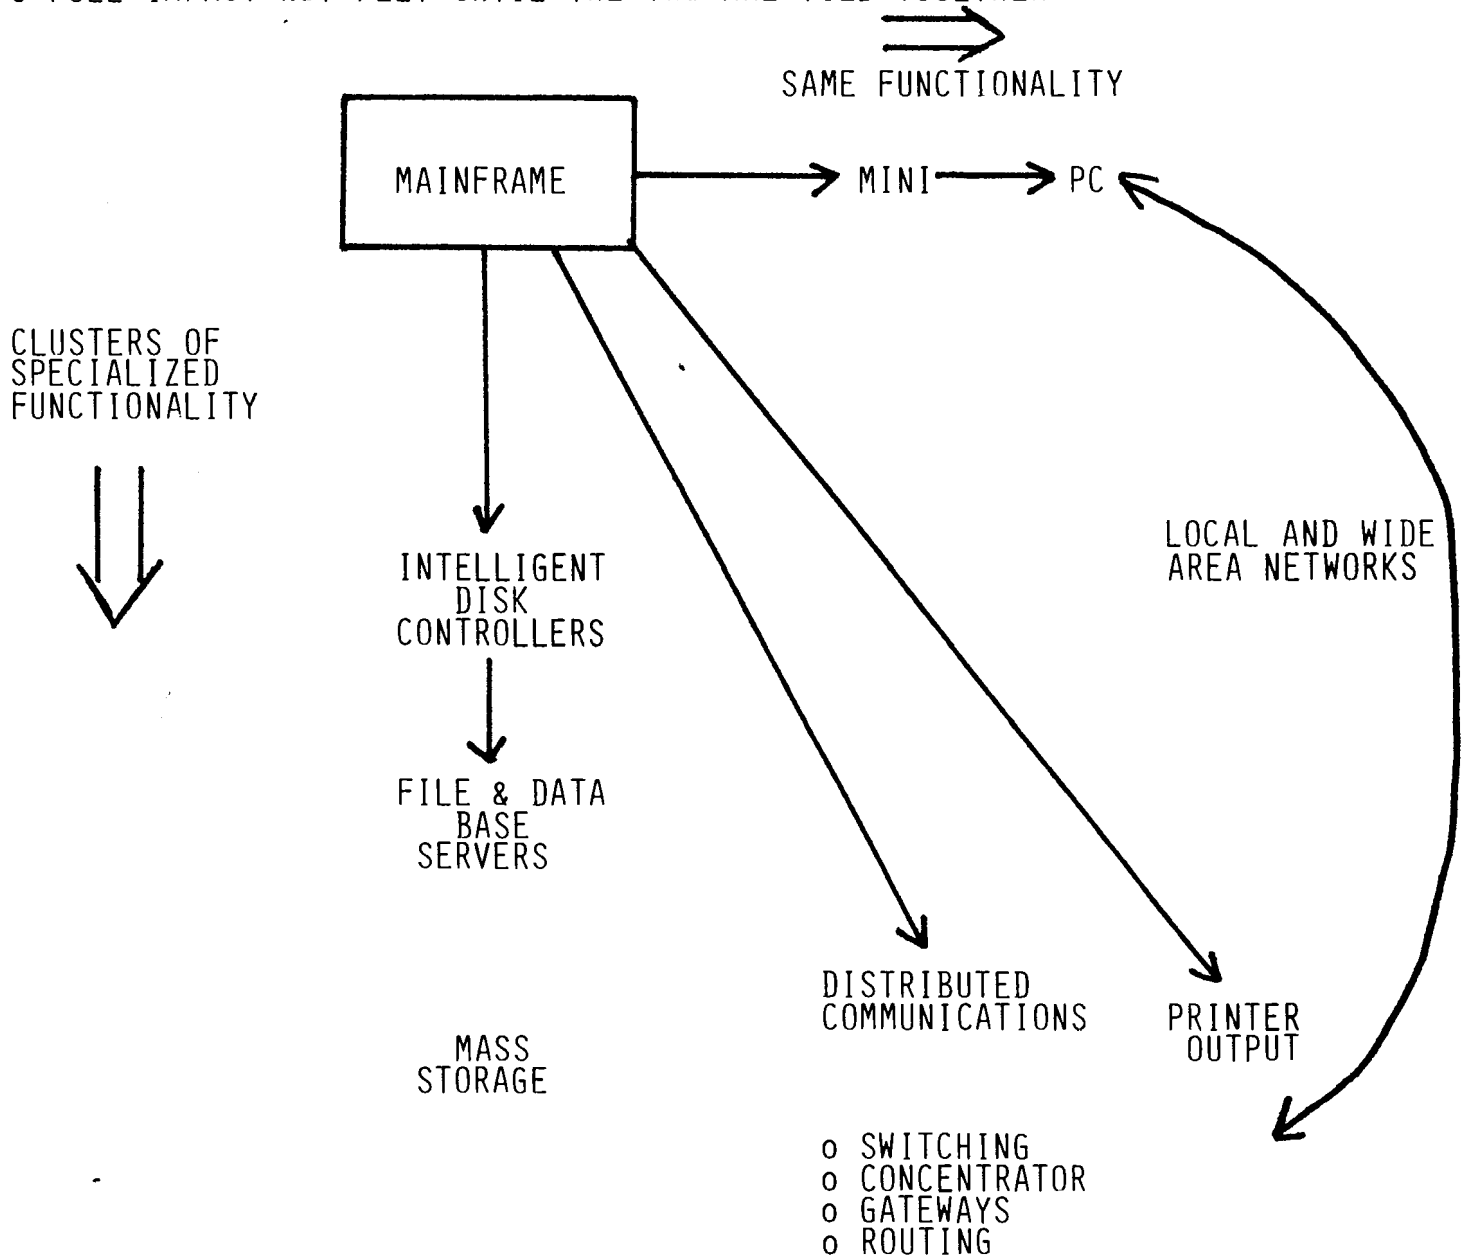 SAME FUNCTIONALITY
MAINFRAME
MINI
PC
CLUSTERS OF
SPECIALIZED
FUNCTIONALITY
LOCAL AND WIDE
AREA NETWORKS
INTELLIGENT
DISK
CONTROLLERS
FILE & DATA
BASE
SERVERS
DISTRIBUTED
COMMUNICATIONS
PRINTER
OUTPUT
MASS
STORAGE
o SWITCHING
o CONCENTRATOR
o GATEWAYS
o ROUTING